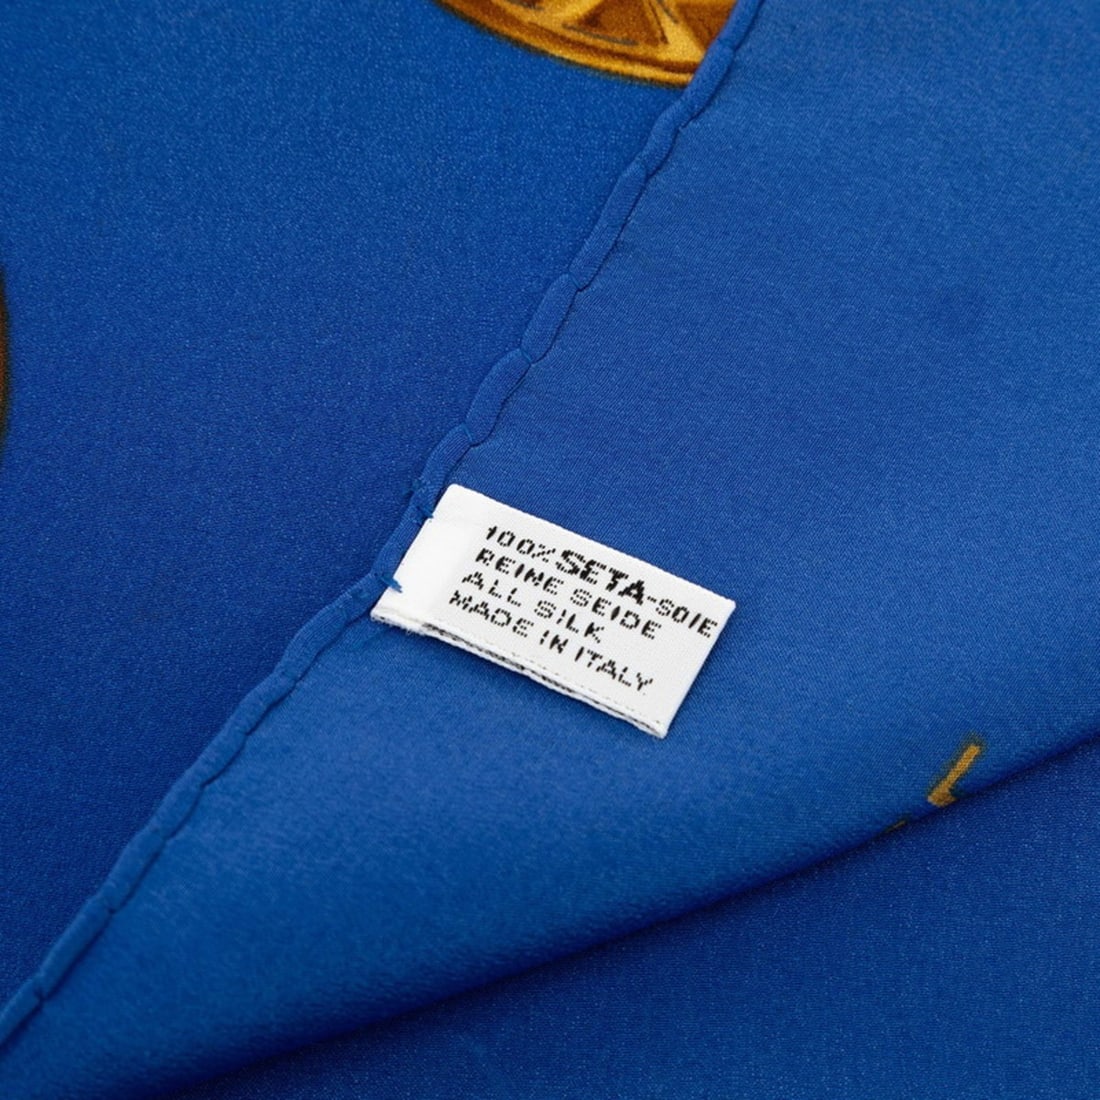 100% SETA-SOIE
REINE SEIDE
ALL SILK
MADE IN ITALY